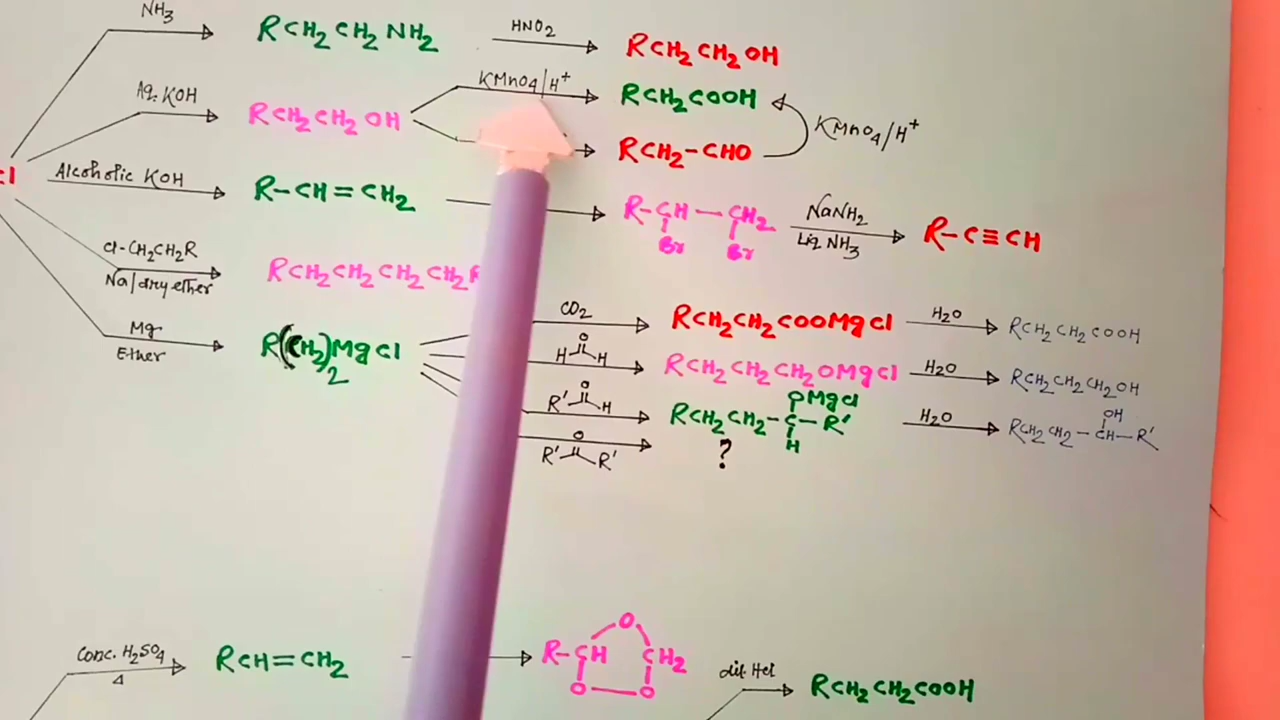 NH3 RCH2CH2NH2 HNO2 RCH2CH2OH
Aq. KOH RCH2CH2OH KMnO4/H+ RCH2COOH
RCH2-CHO KMnO4/H+
Cl Alcoholic KOH R-CH=CH2 R-CH-CH2 NaNH2 Liq NH3 R-C≡CH
Br Br
Cl-CH2CH2R Na/dry ether RCH2CH2CH2CH2R
Mg Ether R(CH2)2MgCl
CO2 RCH2CH2COOMgCl H2O RCH2CH2COOH
O H H RCH2CH2CH2OMgCl H2O RCH2CH2CH2OH
O R' H RCH2CH2-C-R' OMgCl H H2O RCH2CH2-CH-R' OH
O R' R' ?
Conc. H2SO4 Δ RCH=CH2 R-CH CH2 O O O
dil. HCl RCH2CH2COOH